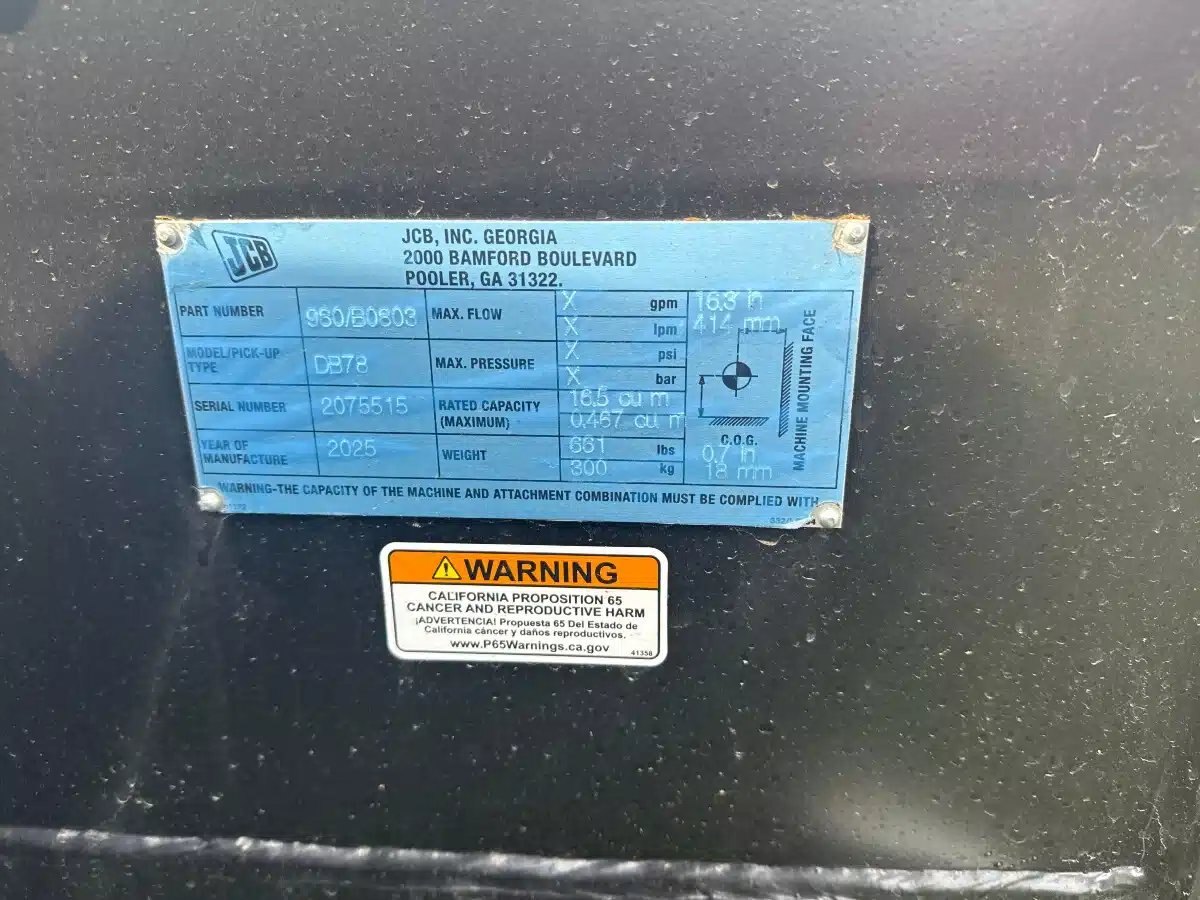 JCB
JCB, INC. GEORGIA
2000 BAMFORD BOULEVARD
POOLER, GA 31322.
PART NUMBER 980/B0803
MODEL/PICK-UP TYPE DB78
SERIAL NUMBER 2075515
YEAR OF MANUFACTURE 2025
MAX. FLOW X gpm
X lpm
MAX. PRESSURE X psi
X bar
RATED CAPACITY (MAXIMUM) 16.5 cu
0.467 cu
WEIGHT 661 lbs
300 kg
16.3 in
414 mm
MACHINE MOUNTING FACE
C.O.G.
0.7 in
18 mm
WARNING-THE CAPACITY OF THE MACHINE AND ATTACHMENT COMBINATION MUST BE COMPLIED WITH
WARNING
CALIFORNIA PROPOSITION 65
CANCER AND REPRODUCTIVE HARM
¡ADVERTENCIA! Propuesta 65 Del Estado de
California cáncer y daños reproductivos.
www.P65Warnings.ca.gov
41358